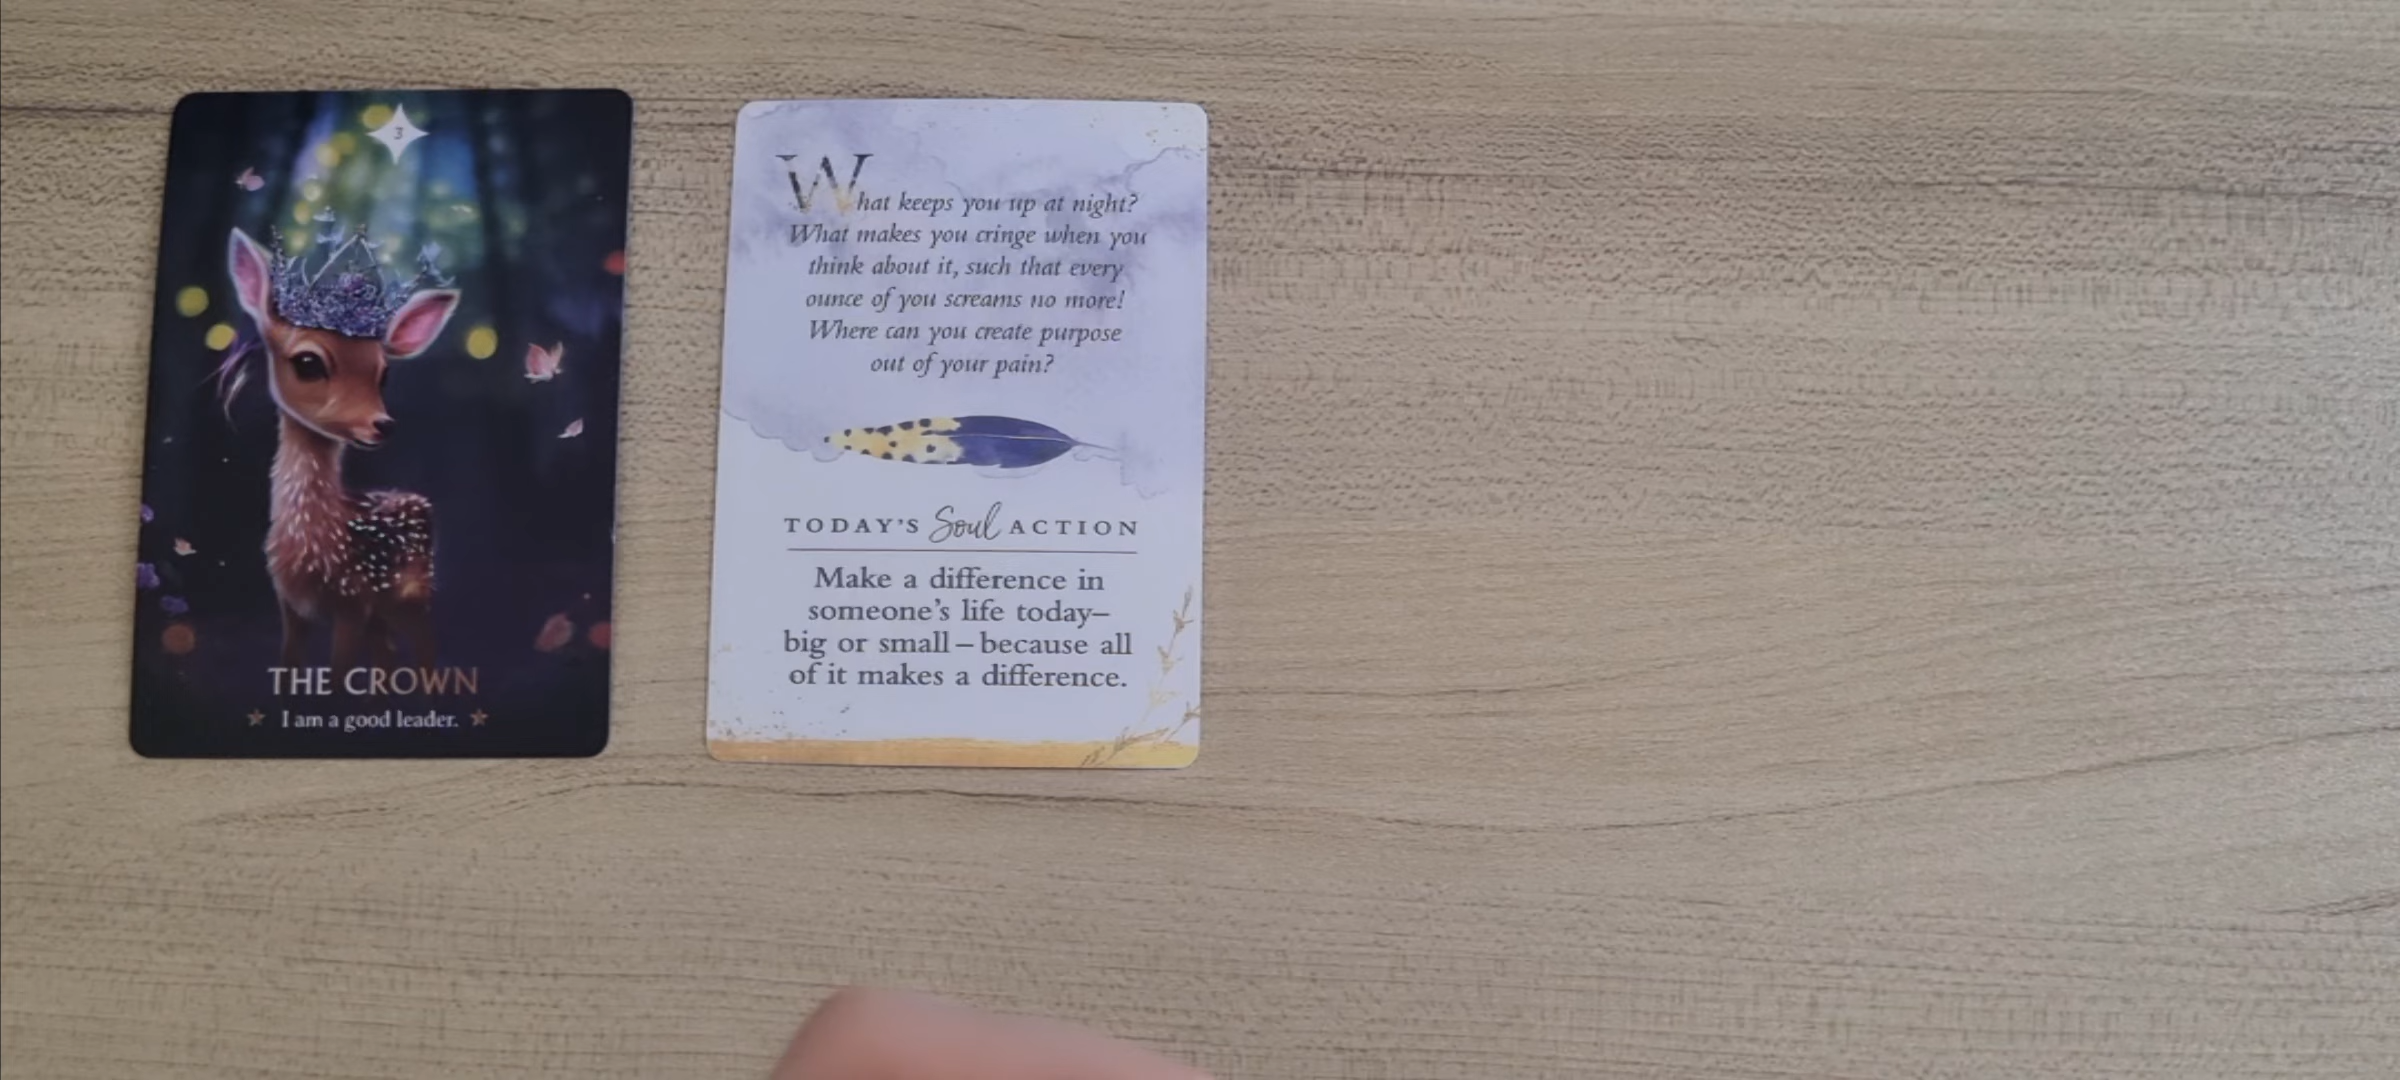 3
THE CROWN
I am a good leader.
What keeps you up at night?
What makes you cringe when you
think about it, such that every
ounce of you screams no more!
Where can you create purpose
out of your pain?
TODAY'S Soul ACTION
Make a difference in
someone's life today–
big or small – because all
of it makes a difference.